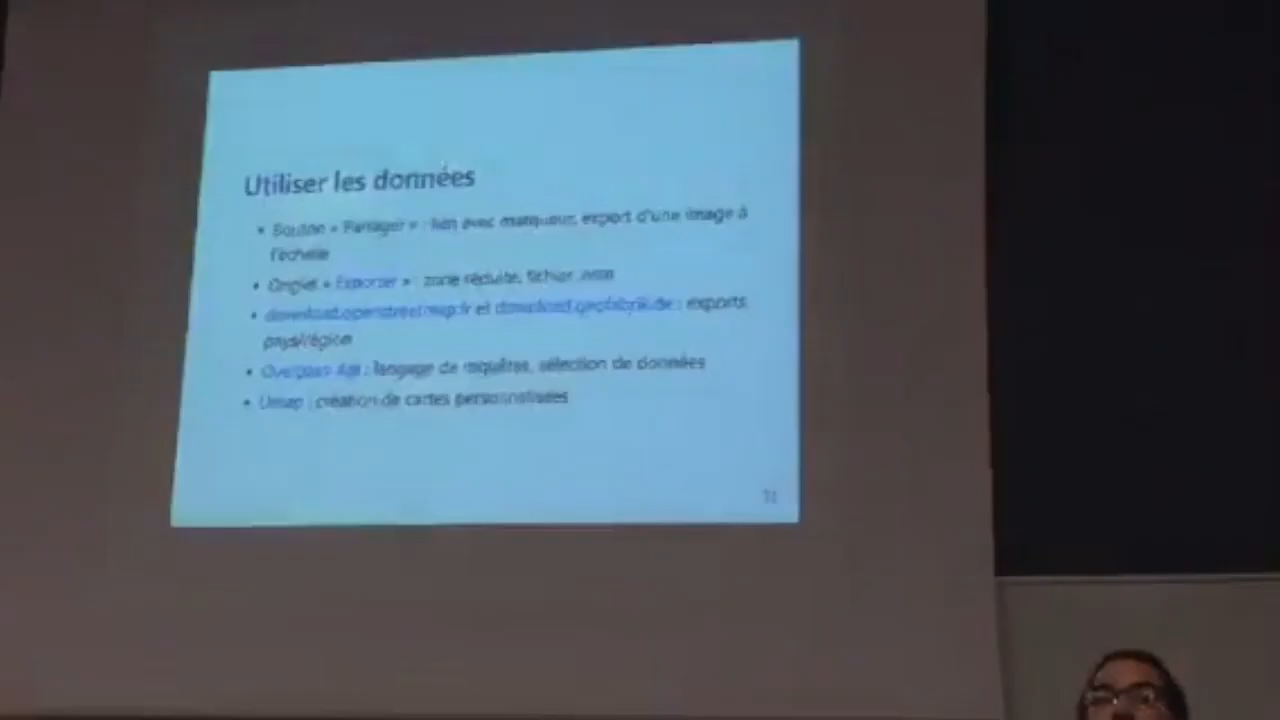 Utiliser les données
• Bouton « Partager » : lien avec marqueur, export d'une image à
l'échelle
• Onglet « Exporter » : zone réduite, fichier .osm
• download.openstreetmap.fr et download.geofabrik.de : exports
pays/région
• Overpass Api : langage de requêtes, sélection de données
• Umap : création de cartes personnalisées